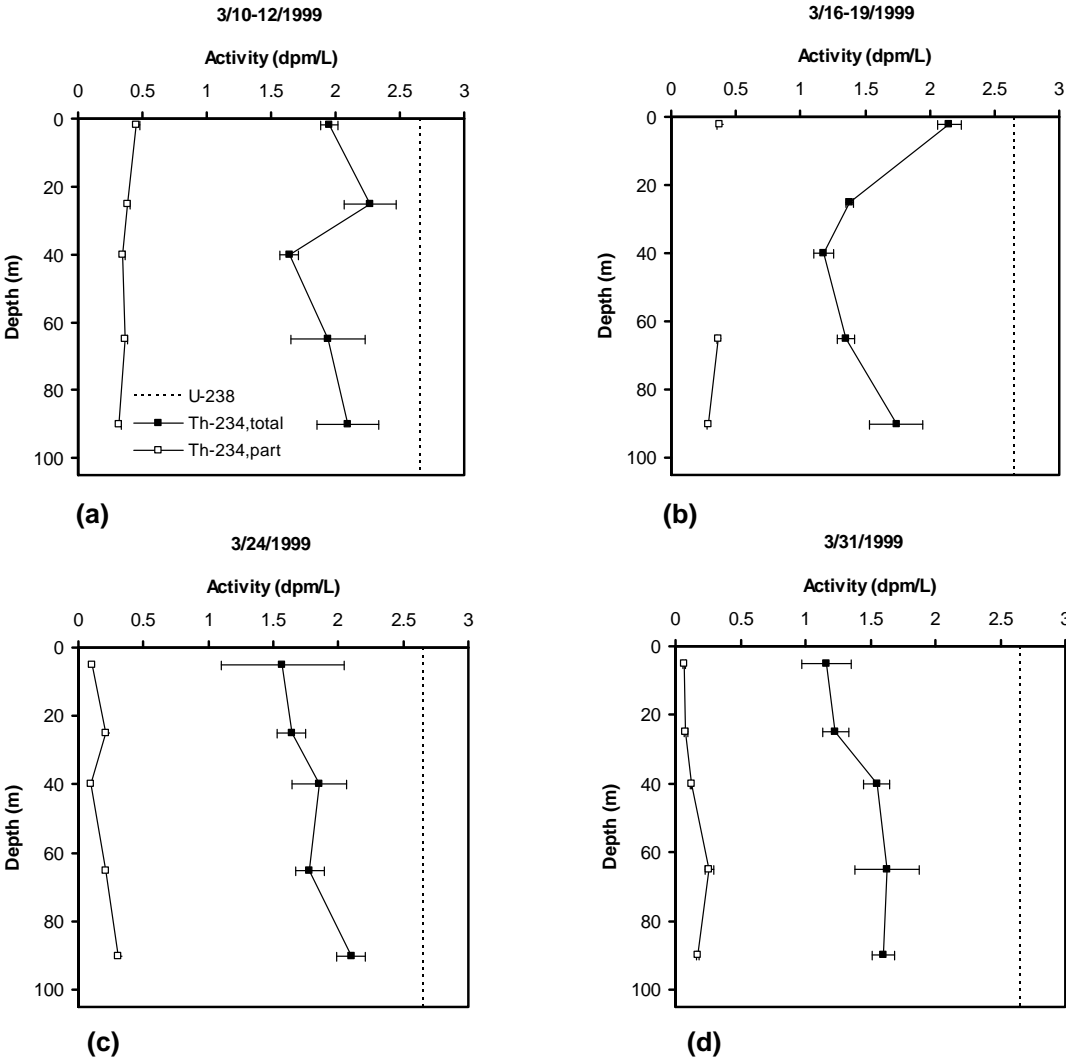 3/10-12/1999
Activity (dpm/L)
0 0.5 1 1.5 2 2.5 3
0
20
40
60
80
100
Depth (m)
U-238
Th-234,total
Th-234,part
(a)
3/16-19/1999
Activity (dpm/L)
0 0.5 1 1.5 2 2.5 3
0
20
40
60
80
100
Depth (m)
(b)
3/24/1999
Activity (dpm/L)
0 0.5 1 1.5 2 2.5 3
0
20
40
60
80
100
Depth (m)
(c)
3/31/1999
Activity (dpm/L)
0 0.5 1 1.5 2 2.5 3
0
20
40
60
80
100
Depth (m)
(d)